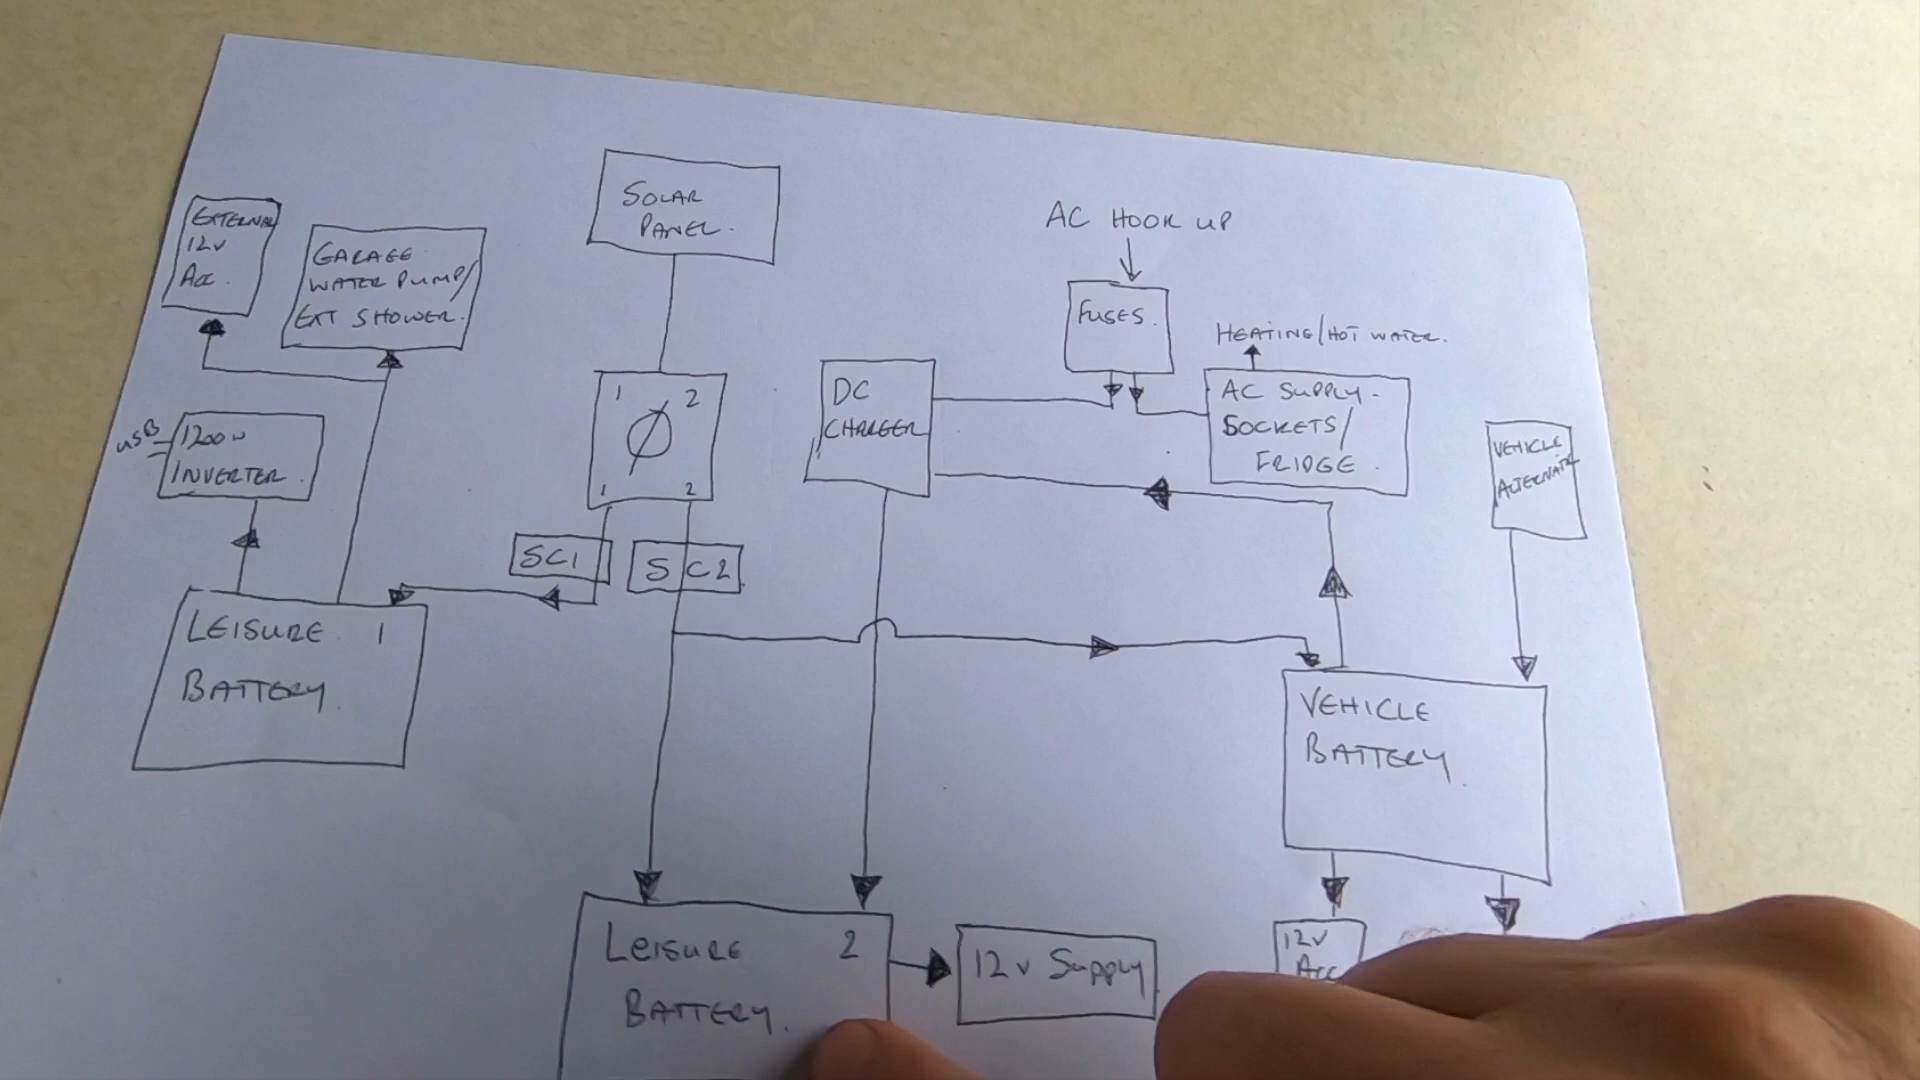 EXTERNAL
12V
ACC.
GARAGE
WATER PUMP/
EXT SHOWER.
SOLAR
PANEL.
AC HOOK UP
FUSES.
HEATING/HOT WATER.
USB
1200W
INVERTER.
1 2
Ø
1 2
DC
CHARGER
AC SUPPLY -
SOCKETS/
FRIDGE.
VEHICLE
SC1
SC2
LEISURE 1
BATTERY.
VEHICLE
BATTERY.
LEISURE 2
BATTERY.
12V SUPPLY
12V
ACC